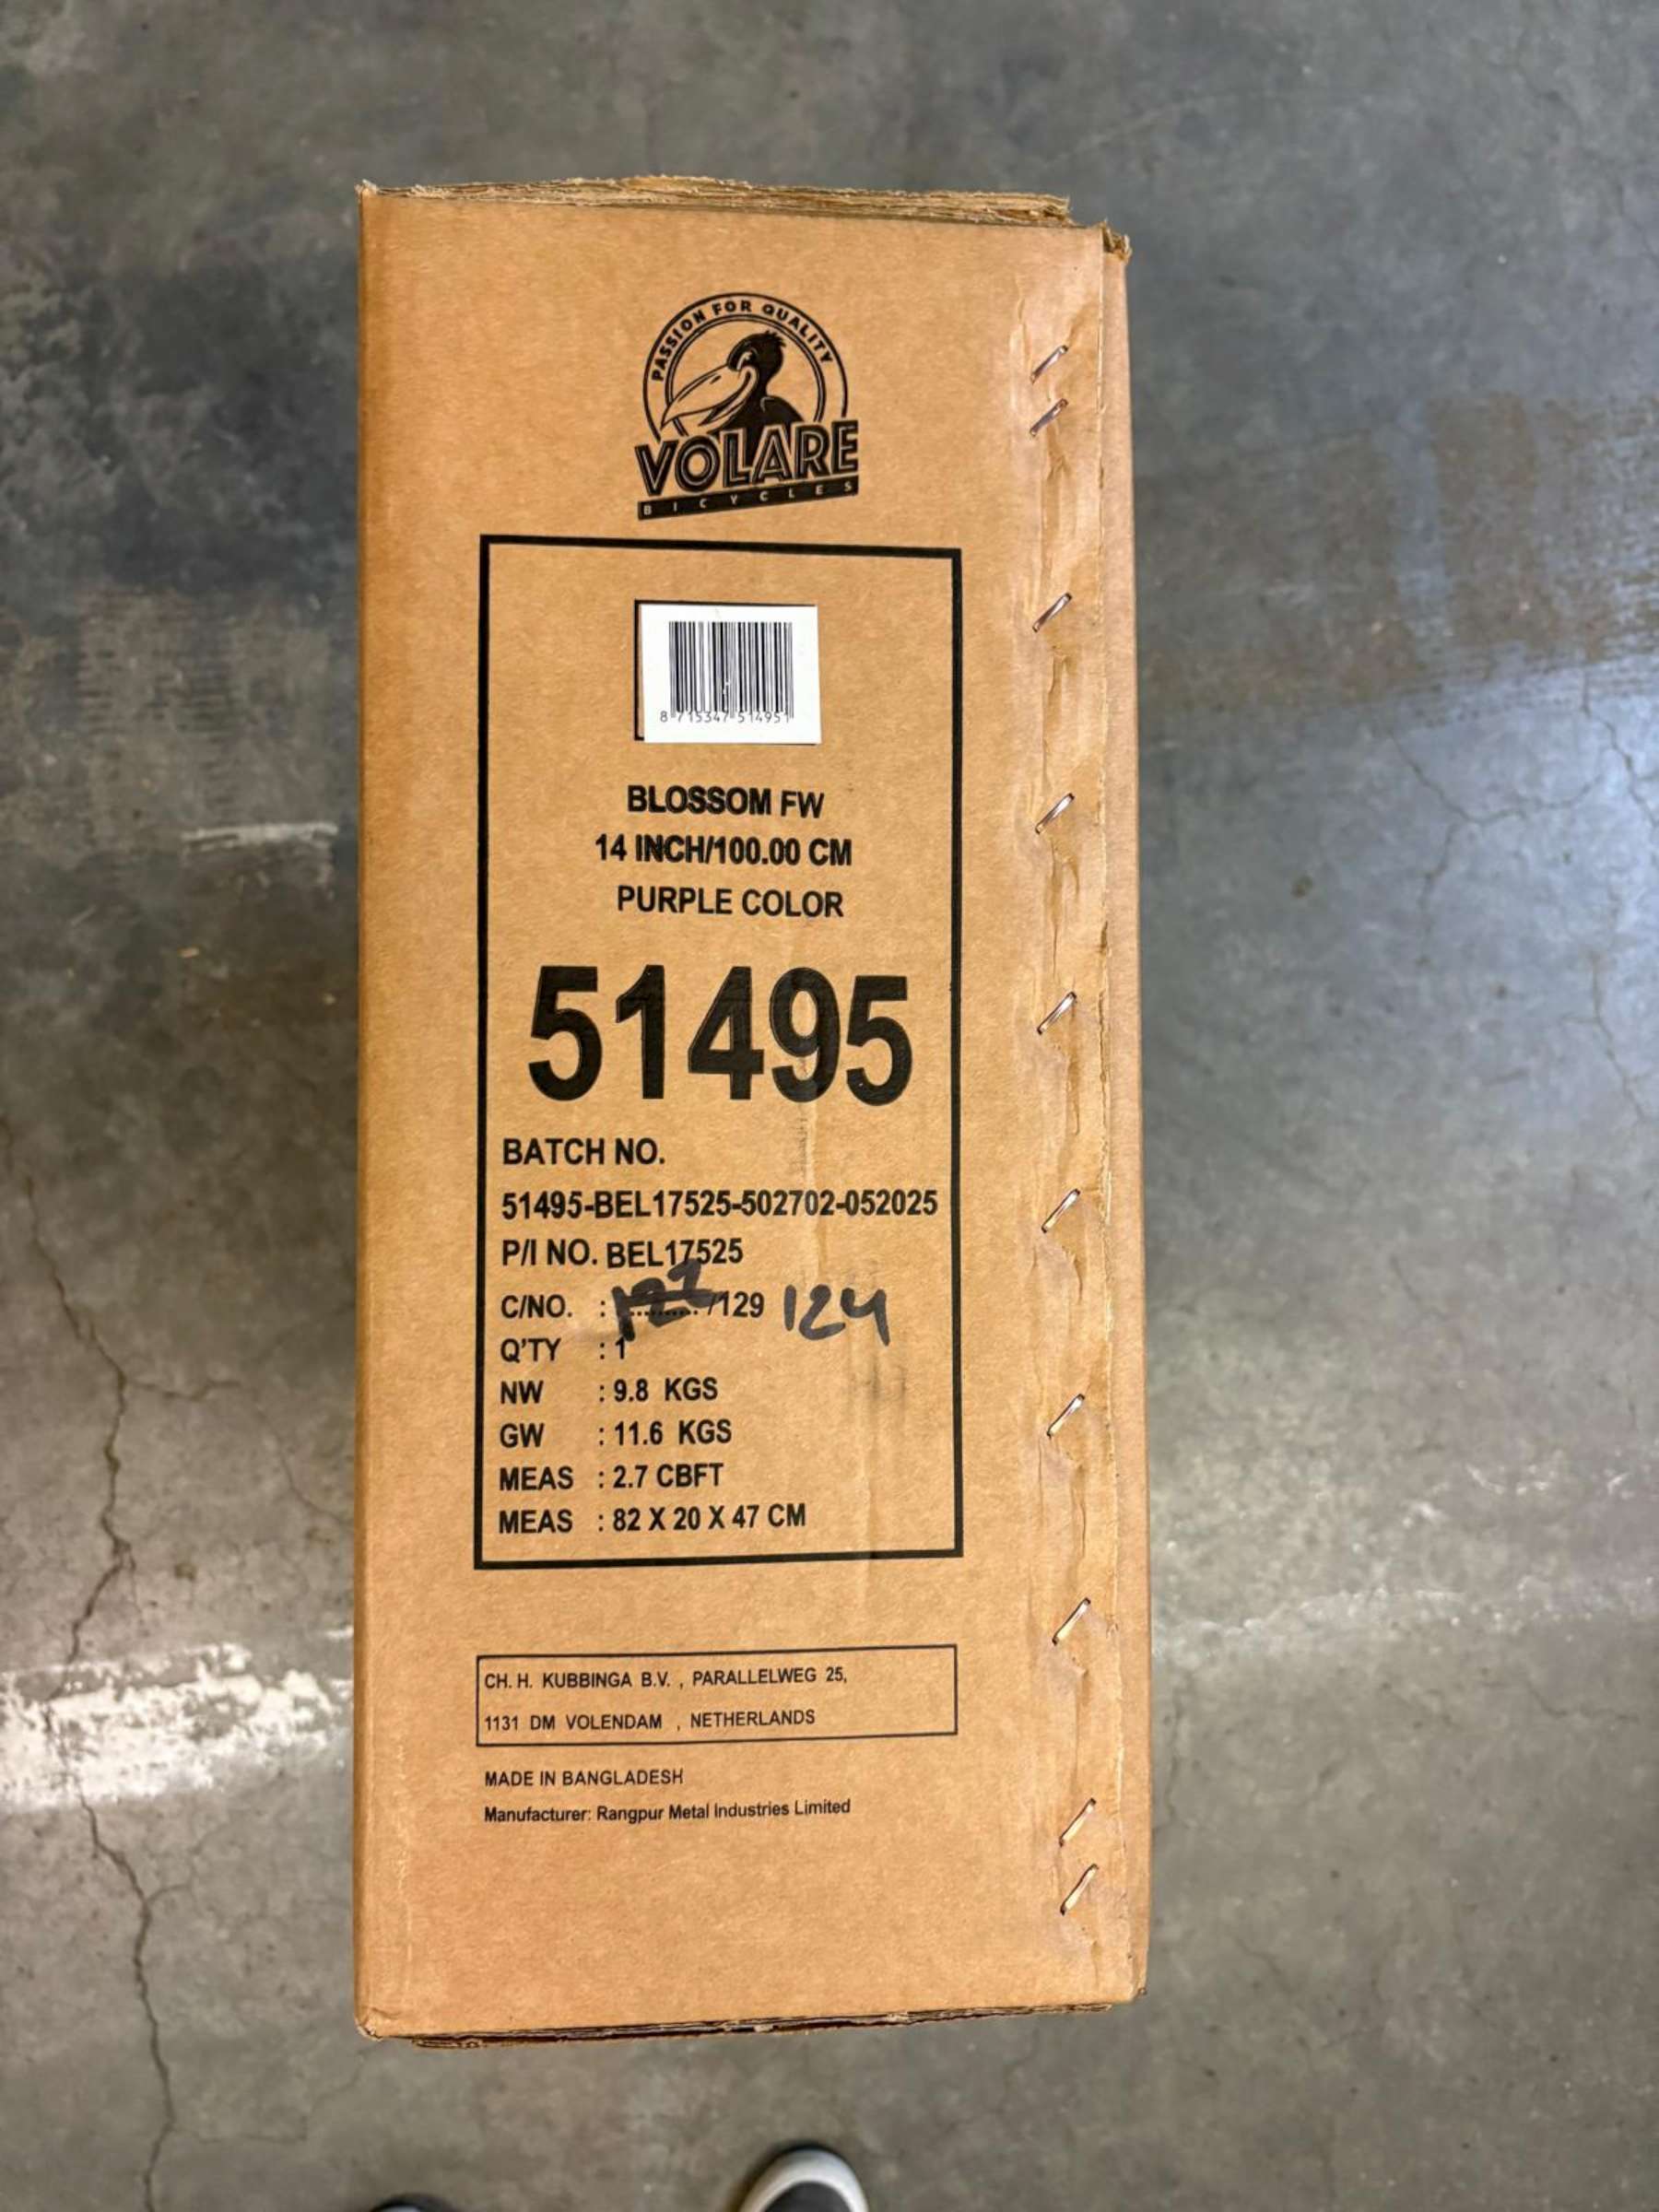 PASSION FOR QUALITY
VOLARE
BICYCLES
8 715347 514951
BLOSSOM FW
14 INCH/100.00 CM
PURPLE COLOR
51495
BATCH NO.
51495-BEL17525-502702-052025
P/I NO. BEL17525
C/NO. : /129 124
Q'TY : 1
NW : 9.8 KGS
GW : 11.6 KGS
MEAS : 2.7 CBFT
MEAS : 82 X 20 X 47 CM
CH. H. KUBBINGA B.V. , PARALLELWEG 25,
1131 DM VOLENDAM , NETHERLANDS
MADE IN BANGLADESH
Manufacturer: Rangpur Metal Industries Limited